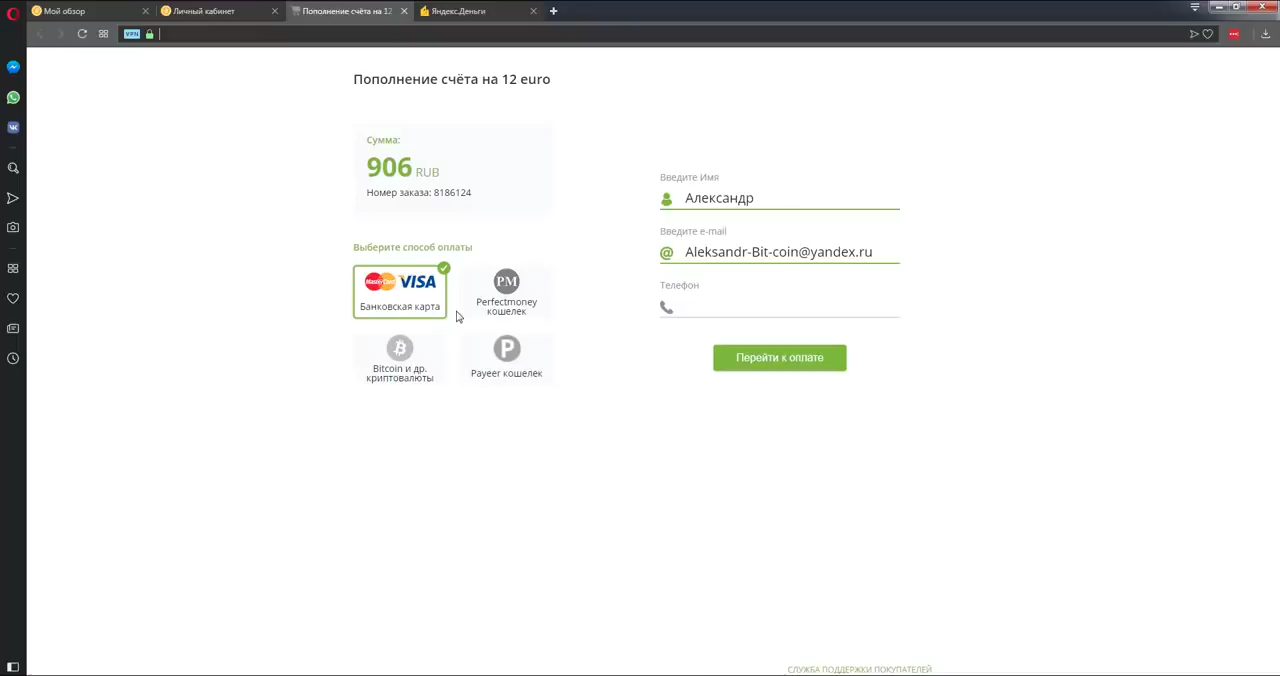 Мой обзор
Личный кабинет
Пополнение счёта на 12
Яндекс.Деньги
VPN
Пополнение счёта на 12 euro
Сумма:
906 RUB
Номер заказа: 8186124
Выберите способ оплаты
MasterCard VISA
Банковская карта
PM
Perfectmoney
кошелек
Bitcoin и др.
криптовалюты
P
Payeer кошелек
Введите Имя
Александр
Введите e-mail
@ Aleksandr-Bit-coin@yandex.ru
Телефон
Перейти к оплате
СЛУЖБА ПОДДЕРЖКИ ПОКУПАТЕЛЕЙ